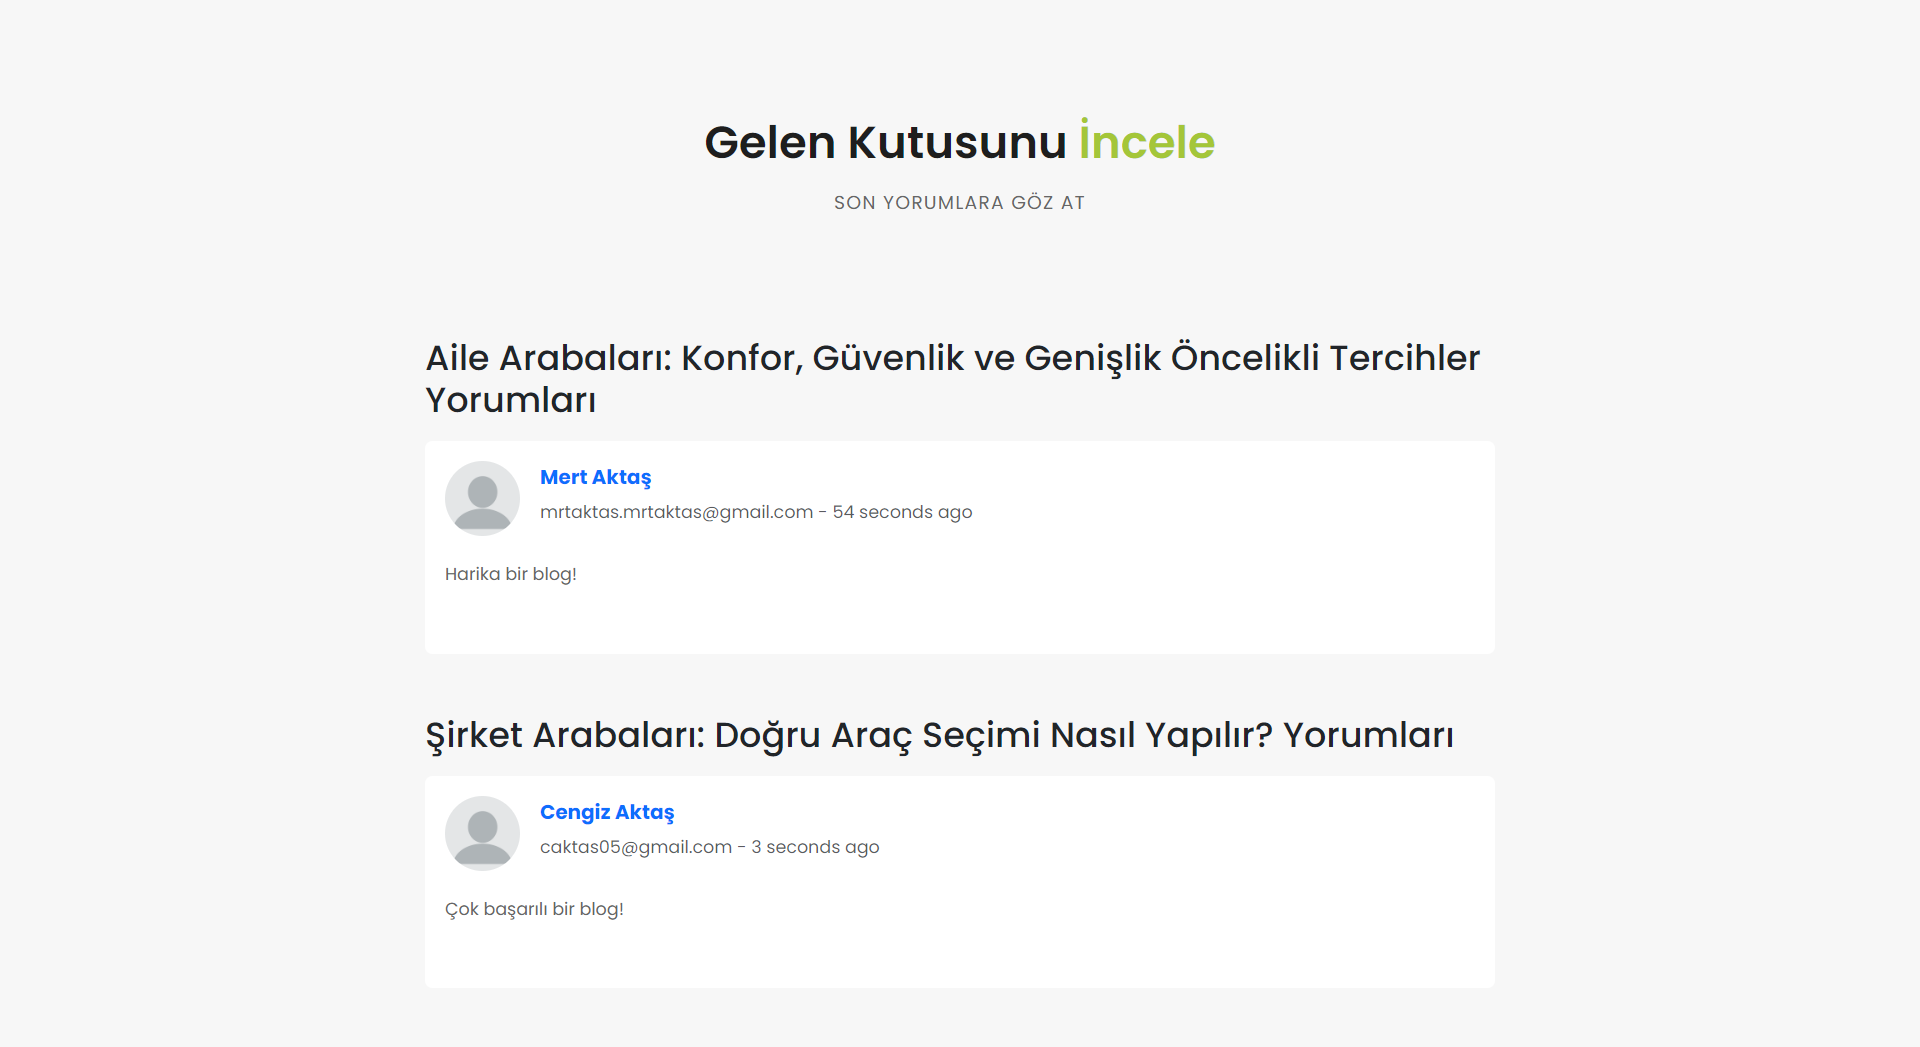 Gelen Kutusunu İncele
SON YORUMLARA GÖZ AT
Aile Arabaları: Konfor, Güvenlik ve Genişlik Öncelikli Tercihler
Yorumları
Mert Aktaş
mrtaktas.mrtaktas@gmail.com - 54 seconds ago
Harika bir blog!
Şirket Arabaları: Doğru Araç Seçimi Nasıl Yapılır? Yorumları
Cengiz Aktaş
caktas05@gmail.com - 3 seconds ago
Çok başarılı bir blog!